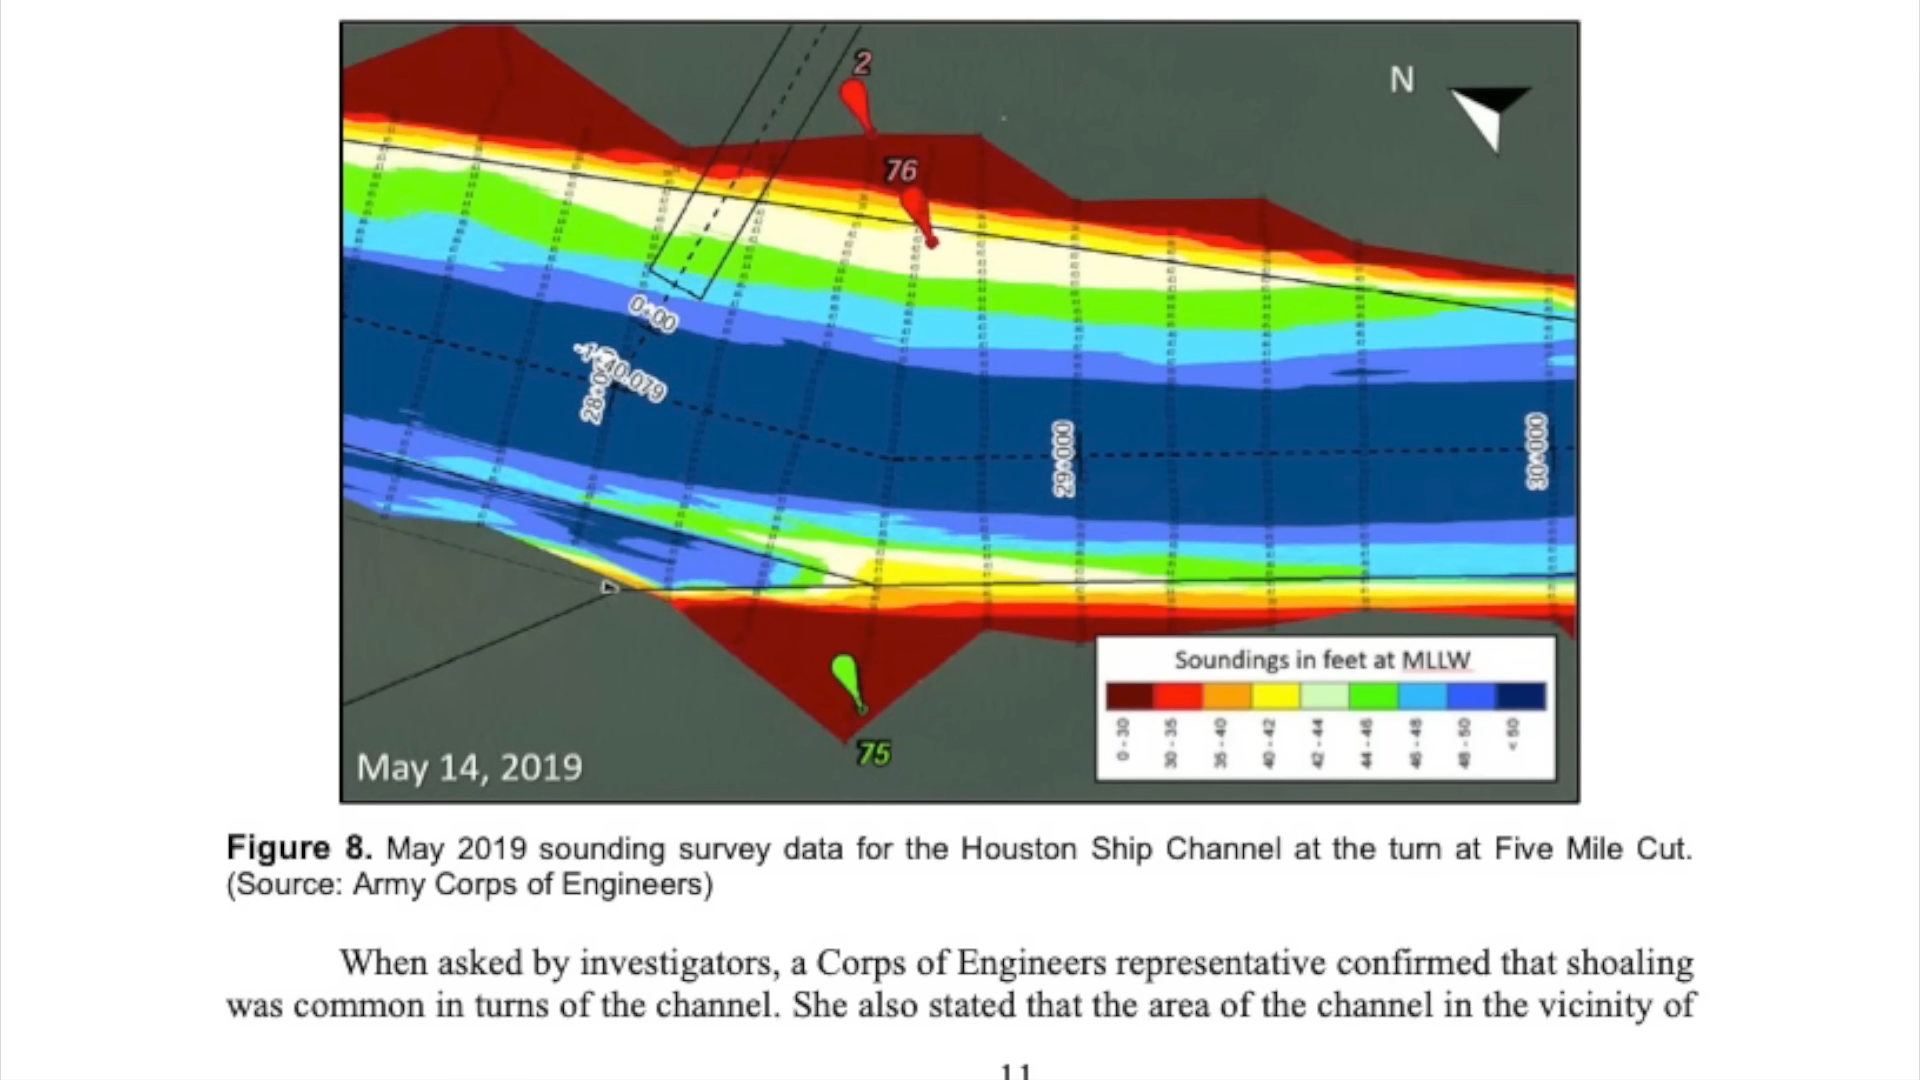 2
N
76
0+00
29+000
30+000
75
May 14, 2019
Soundings in feet at MLLW
0 - 30
30 - 35
35 - 40
40 - 42
42 - 44
44 - 46
46 - 48
48 - 50
< 50
Figure 8. May 2019 sounding survey data for the Houston Ship Channel at the turn at Five Mile Cut.
(Source: Army Corps of Engineers)
When asked by investigators, a Corps of Engineers representative confirmed that shoaling
was common in turns of the channel. She also stated that the area of the channel in the vicinity of
11